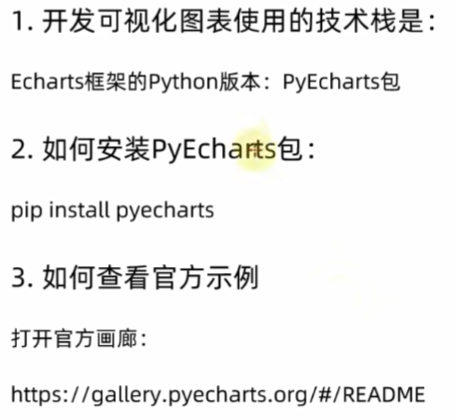 1. 开发可视化图表使用的技术栈是：
Echarts框架的Python版本：PyEcharts包
2. 如何安装PyEcharts包：
pip install pyecharts
3. 如何查看官方示例
打开官方画廊：
https://gallery.pyecharts.org/#/README